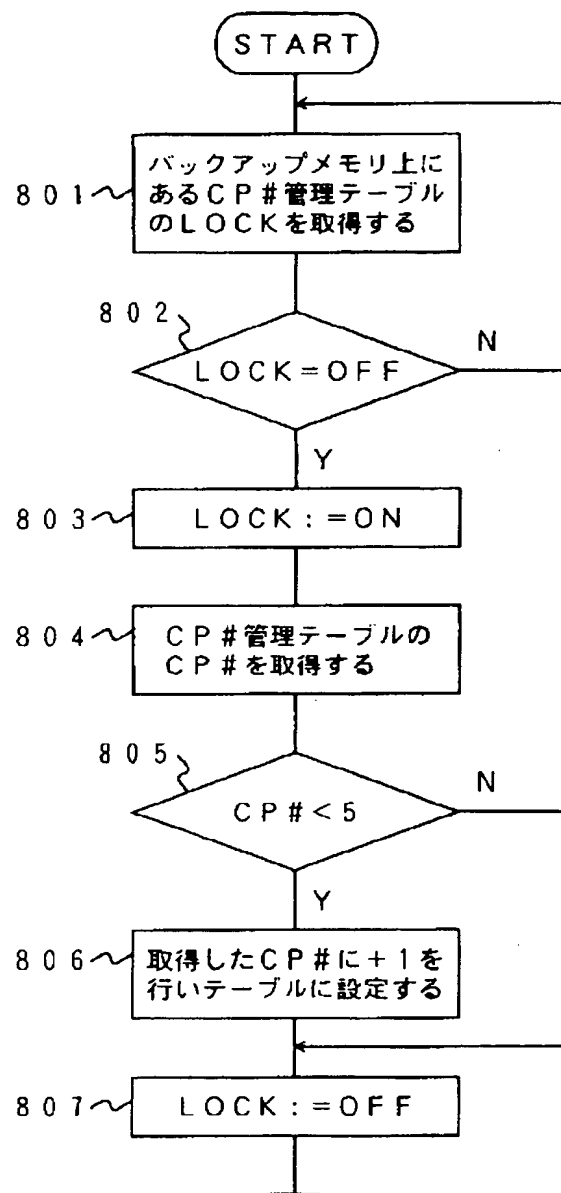 START
バックアップメモリ上に
801
あるCP#管理テーブル
のLOCKを取得する
802
LOCK=OFF
N
Y
803
LOCK:=ON
804
CP#管理テーブルの
CP#を取得する
805
CP#<5
N
Y
806
取得したCP#に+1を
行いテーブルに設定する
807
LOCK:=OFF